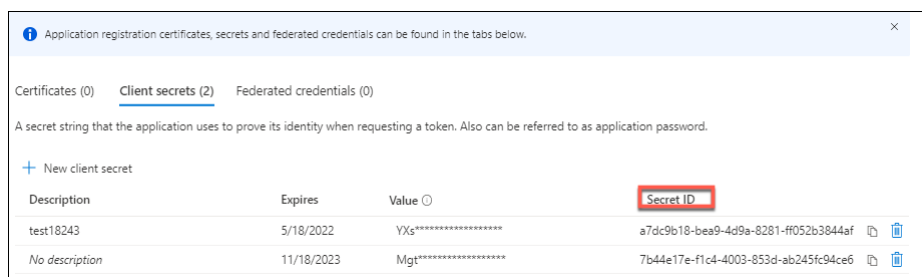 Application registration certificates, secrets and federated credentials can be found in the tabs below.
Certificates (0) Client secrets (2) Federated credentials (0)
A secret string that the application uses to prove its identity when requesting a token. Also can be referred to as application password.
New client secret
Description Expires Value Secret ID
test18243 5/18/2022 YXs****************** a7dc9b18-bea9-4d9a-8281-ff052b3844af
No description 11/18/2023 Mgt****************** 7b44e17e-f1c4-4003-853d-ab245fc94ce6